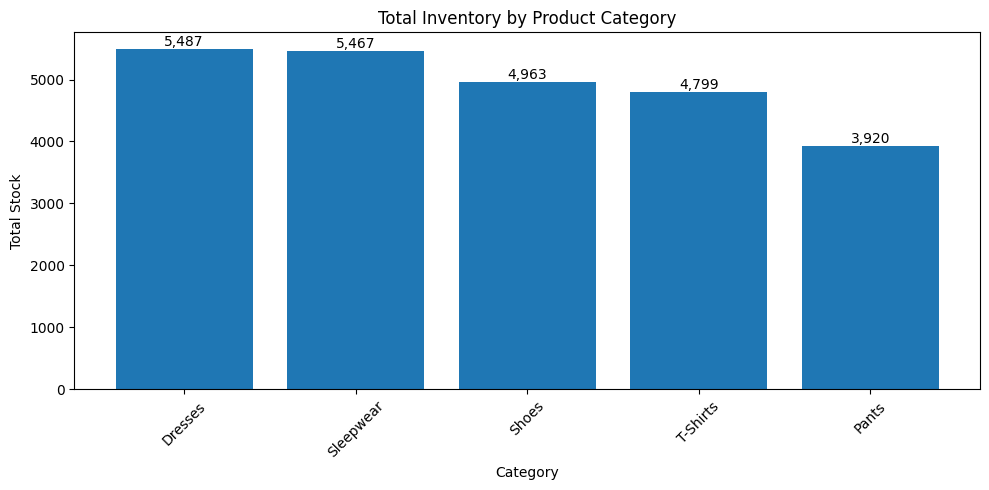 Total Inventory by Product Category
5,487
5,467
4,963
4,799
3,920
5000
4000
3000
2000
1000
0
Total Stock
Dresses
Sleepwear
Shoes
T-Shirts
Pants
Category